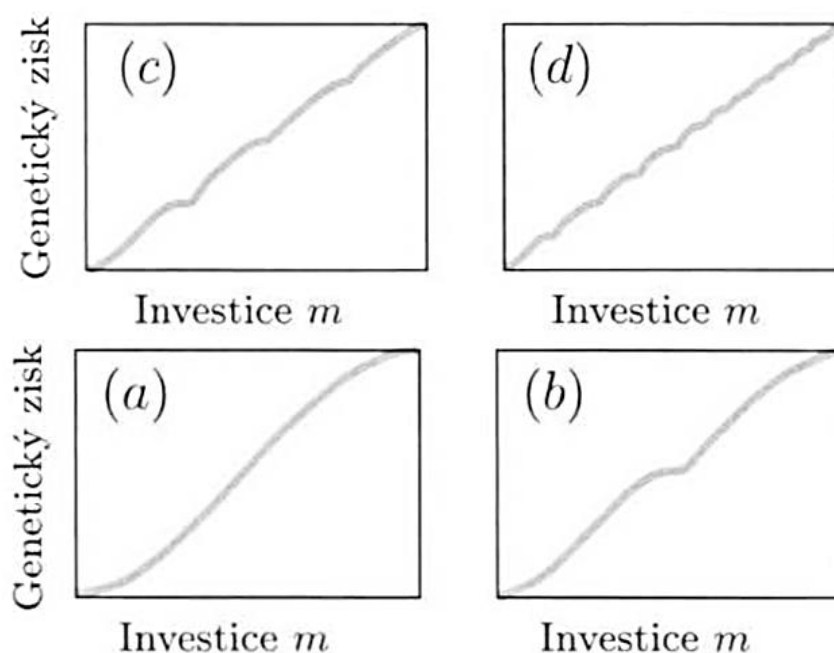 (c)
(d)
Genetický zisk
Investice m
Investice m
(a)
(b)
Genetický zisk
Investice m
Investice m